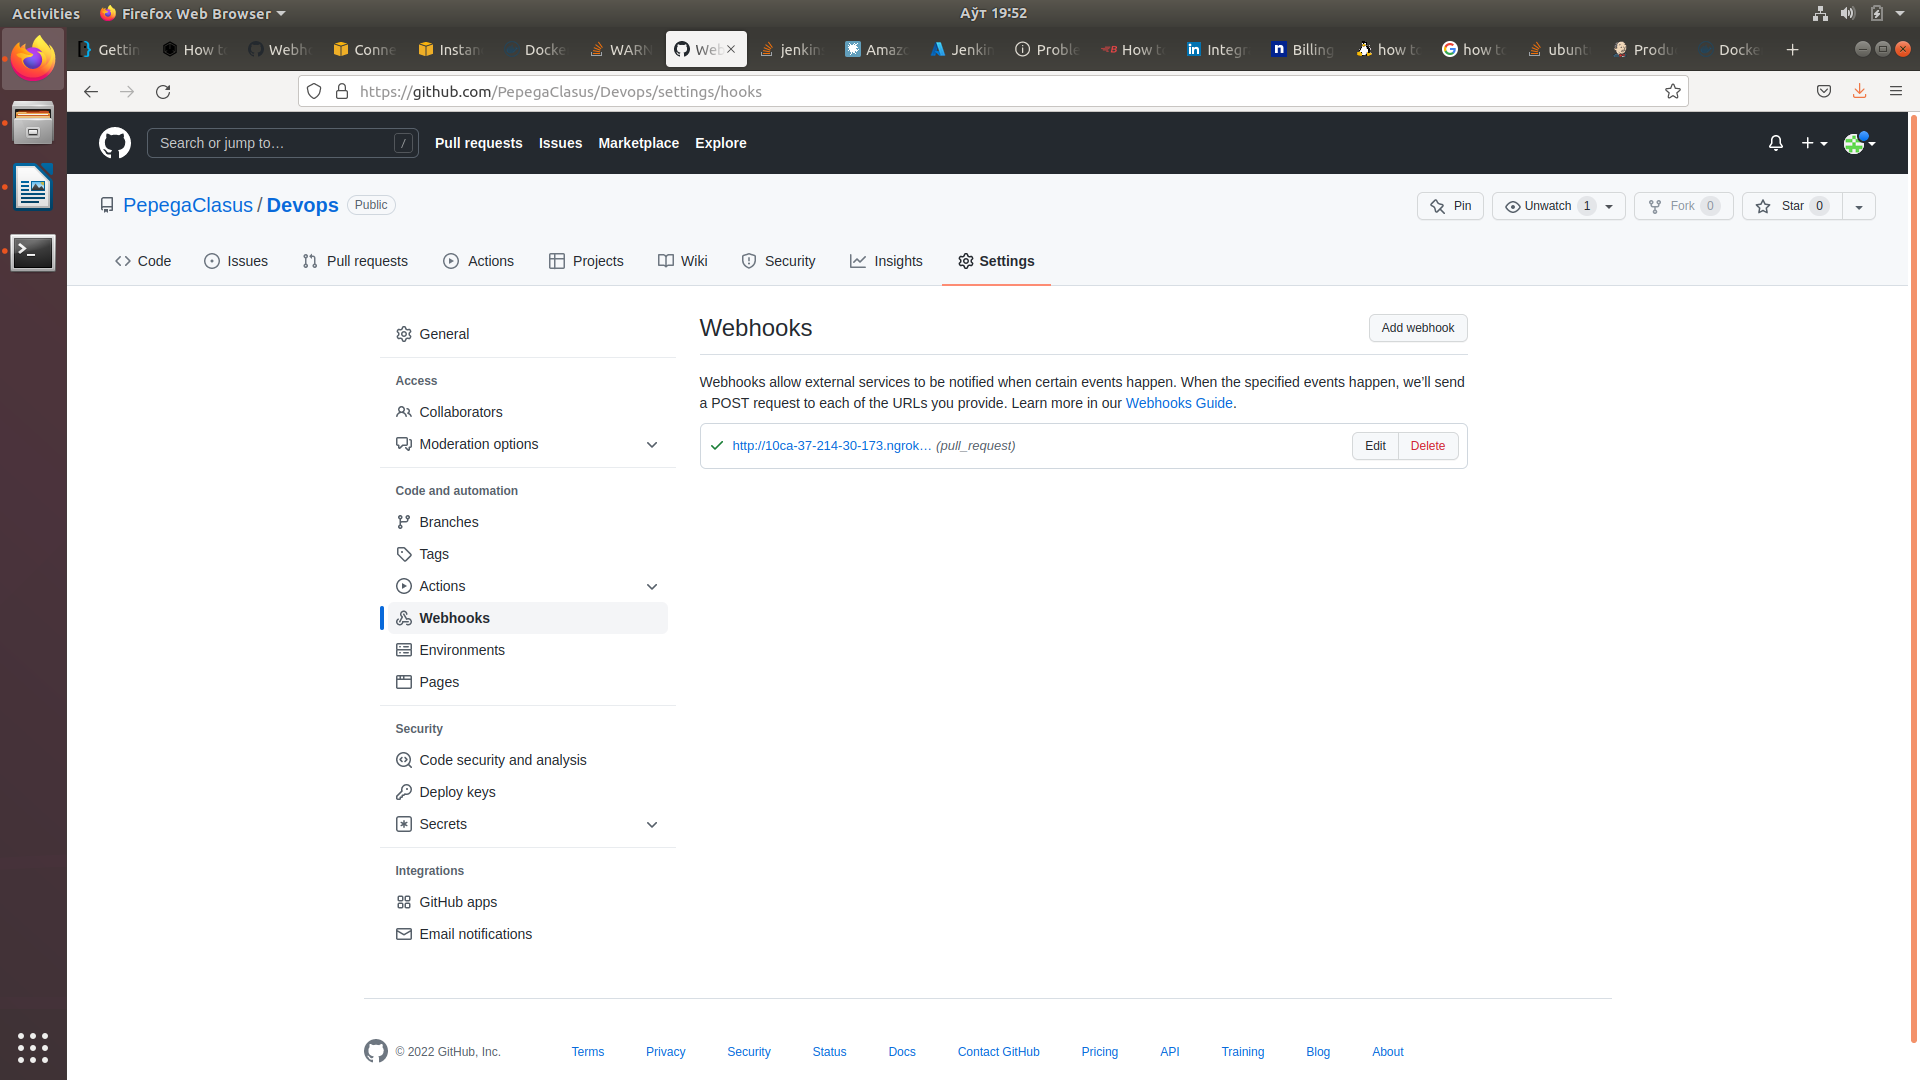 Activities Firefox Web Browser Аўт 19:52
Gettin How to Webho Conne Instan Docke WARN Web jenkin Amazo Jenkin Proble How to Integr Billing how to how to ubunt Produ Docke
https://github.com/PepegaClasus/Devops/settings/hooks
Search or jump to… / Pull requests Issues Marketplace Explore
PepegaClasus / Devops Public Pin Unwatch 1 Fork 0 Star 0
Code Issues Pull requests Actions Projects Wiki Security Insights Settings
General
Access
Collaborators
Moderation options
Code and automation
Branches
Tags
Actions
Webhooks
Environments
Pages
Security
Code security and analysis
Deploy keys
Secrets
Integrations
GitHub apps
Email notifications
Webhooks Add webhook
Webhooks allow external services to be notified when certain events happen. When the specified events happen, we'll send
a POST request to each of the URLs you provide. Learn more in our Webhooks Guide.
http://10ca-37-214-30-173.ngrok… (pull_request) Edit Delete
© 2022 GitHub, Inc. Terms Privacy Security Status Docs Contact GitHub Pricing API Training Blog About